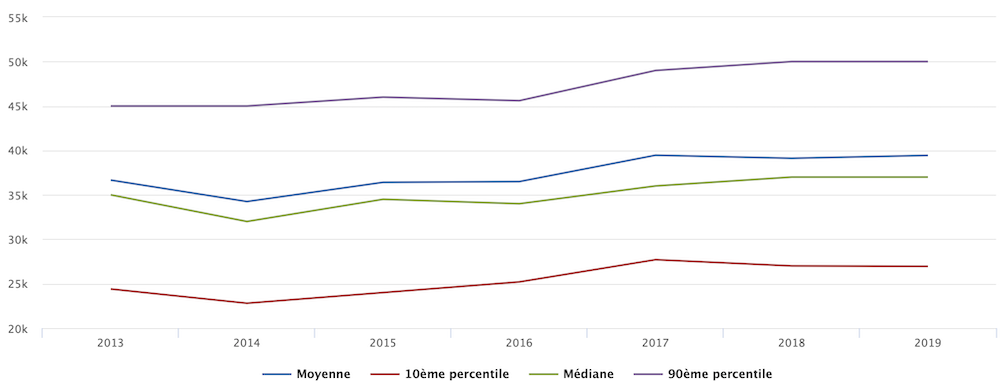 55k
50k
45k
40k
35k
30k
25k
20k
2013 2014 2015 2016 2017 2018 2019
Moyenne 10ème percentile Médiane 90ème percentile